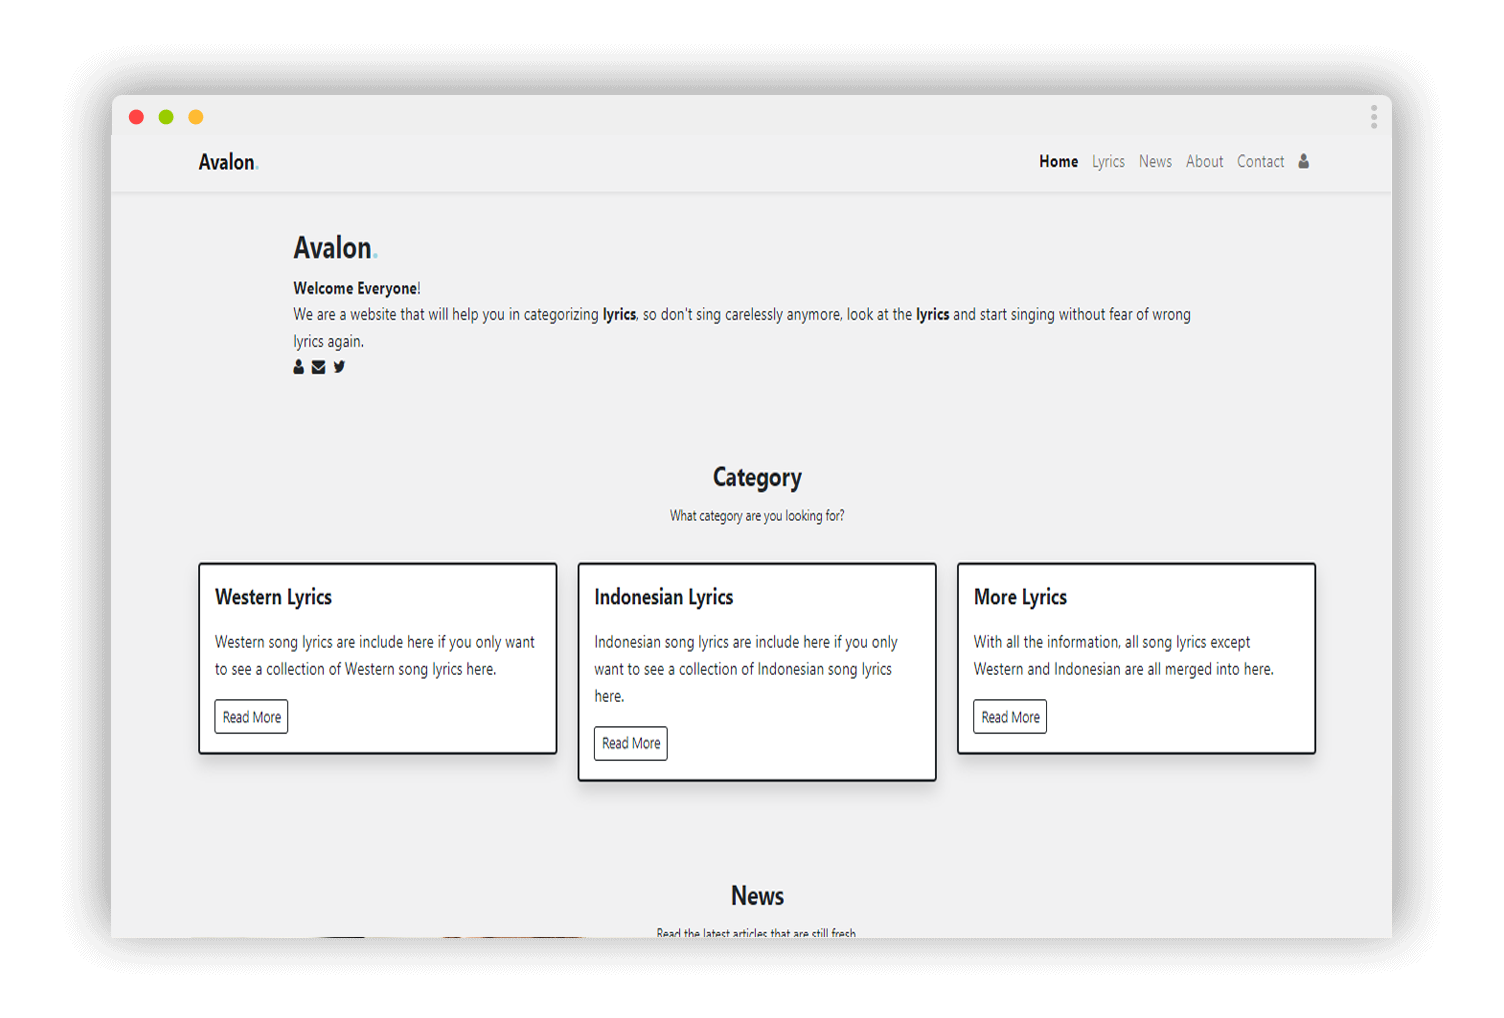 Avalon.
Home Lyrics News About Contact
Avalon.
Welcome Everyone!
We are a website that will help you in categorizing lyrics, so don't sing carelessly anymore, look at the lyrics and start singing without fear of wrong
lyrics again.
Category
What category are you looking for?
Western Lyrics
Western song lyrics are include here if you only want
to see a collection of Western song lyrics here.
Read More
Indonesian Lyrics
Indonesian song lyrics are include here if you only
want to see a collection of Indonesian song lyrics
here.
Read More
More Lyrics
With all the information, all song lyrics except
Western and Indonesian are all merged into here.
Read More
News
Read the latest articles that are still fresh